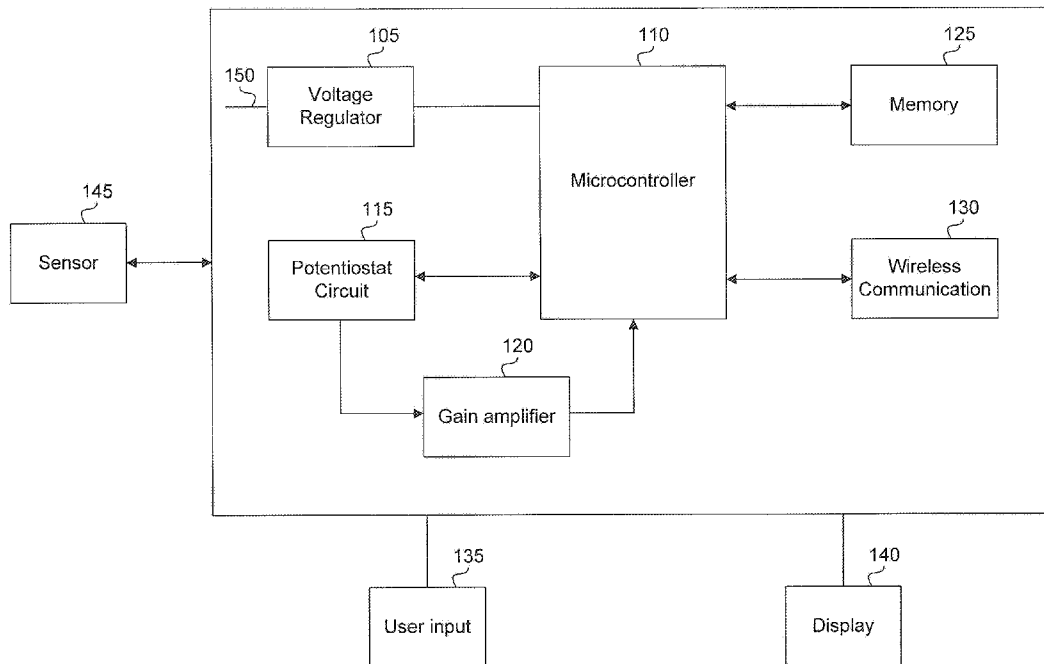 105
110
125
150
Voltage
Regulator
Memory
Microcontroller
145
115
130
Sensor
Potentiostat
Circuit
Wireless
Communication
120
Gain amplifier
135
140
User input
Display